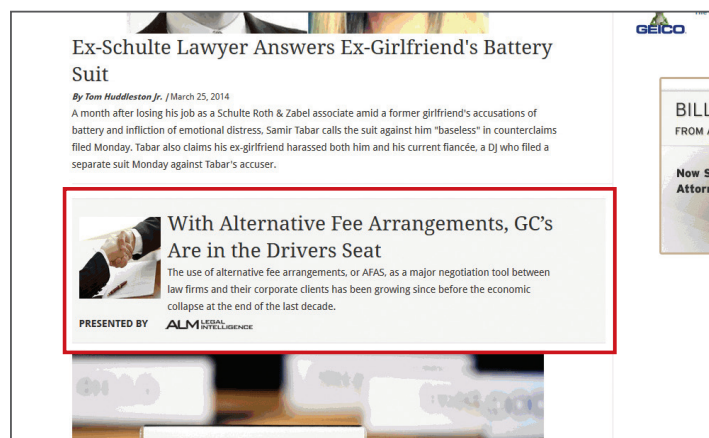 GEICO
Ex-Schulte Lawyer Answers Ex-Girlfriend's Battery
Suit
By Tom Huddleston Jr. / March 25, 2014
A month after losing his job as a Schulte Roth & Zabel associate amid a former girlfriend's accusations of
battery and infliction of emotional distress, Samir Tabar calls the suit against him "baseless" in counterclaims
filed Monday. Tabar also claims his ex-girlfriend harassed both him and his current fiancée, a DJ who filed a
separate suit Monday against Tabar's accuser.
With Alternative Fee Arrangements, GC’s
Are in the Drivers Seat
The use of alternative fee arrangements, or AFAS, as a major negotiation tool between
law firms and their corporate clients has been growing since before the economic
collapse at the end of the last decade.
PRESENTED BY ALM LEGAL INTELLIGENCE
BILL
FROM
Now
Attor